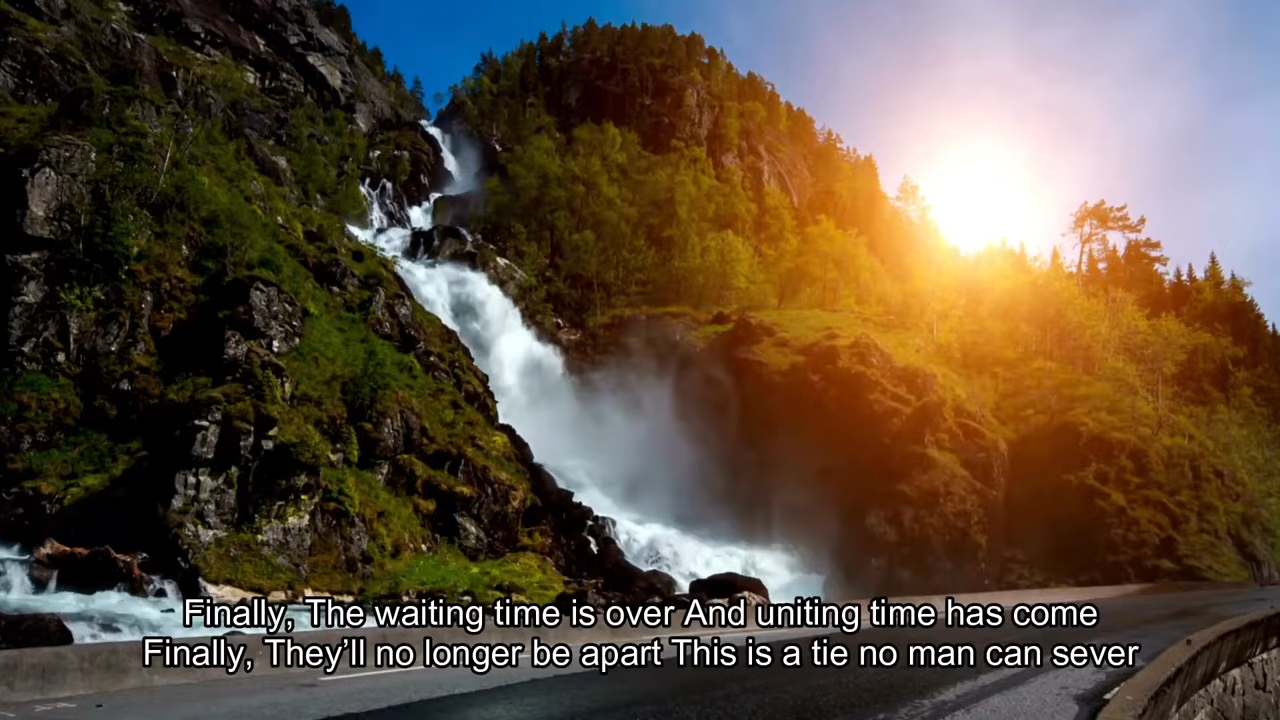 Finally, The waiting time is over And uniting time has come
Finally, They'll no longer be apart This is a tie no man can sever